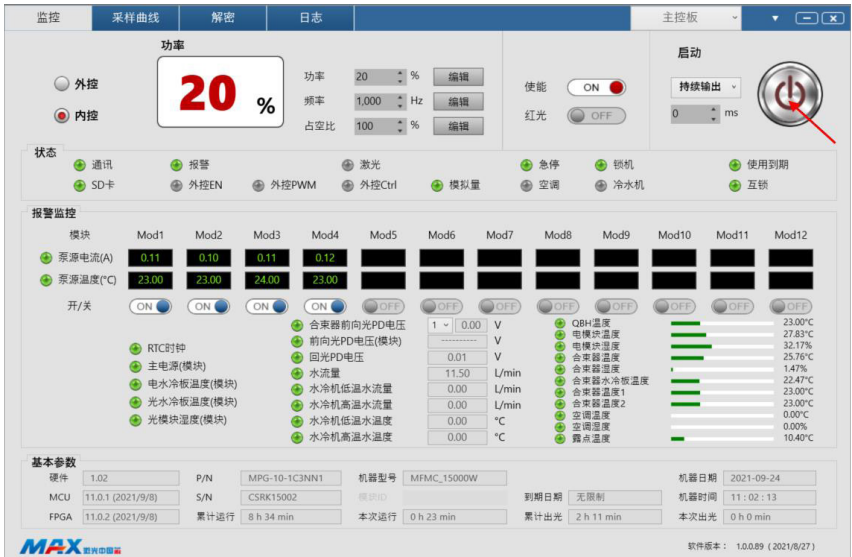 监控 采样曲线 解密 日志 主控板
功率 启动
外控 20 % 功率 20 % 编辑 使能 ON 持续输出
频率 1,000 Hz 编辑
内控 占空比 100 % 编辑 红光 OFF 0 ms
状态
通讯 报警 激光 急停 锁机 使用到期
SD卡 外控EN 外控PWM 外控Ctrl 模拟量 空调 冷水机 互锁
报警监控
模块 Mod1 Mod2 Mod3 Mod4 Mod5 Mod6 Mod7 Mod8 Mod9 Mod10 Mod11 Mod12
泵源电流(A) 0.11 0.10 0.11 0.12
泵源温度(°C) 23.00 23.00 24.00 23.00
开/关 ON ON ON ON OFF OFF OFF OFF OFF OFF OFF OFF
RTC时钟
主电源(模块)
电水冷板温度(模块)
光水冷板温度(模块)
光模块湿度(模块)
合束器前向光PD电压 1 0.00 V
前向光PD电压(模块) ---------- V
回光PD电压 0.01 V
水流量 11.50 L/min
水冷机低温水流量 0.00 L/min
水冷机高温水流量 0.00 L/min
水冷机低温水温度 0.00 °C
水冷机高温水温度 0.00 °C
QBH温度 23.00°C
电模块温度 27.83°C
电模块湿度 32.17%
合束器温度 25.76°C
合束器湿度 1.47%
合束器水冷板温度 22.47°C
合束器温度1 23.00°C
合束器温度2 23.00°C
空调温度 0.00°C
空调湿度 0.00%
露点温度 10.40°C
基本参数
硬件 1.02 P/N MPG-10-1C3NN1 机器型号 MFMC_15000W 机器日期 2021-09-24
MCU 11.0.1 (2021/9/8) S/N CSRK15002 模块ID 到期日期 无限制 机器时间 11:02:13
FPGA 11.0.2 (2021/9/8) 累计运行 8 h 34 min 本次运行 0 h 23 min 累计出光 2 h 11 min 本次出光 0 h 0 min
MAX 激光中国芯 软件版本: 1.0.0.89 (2021/8/27)